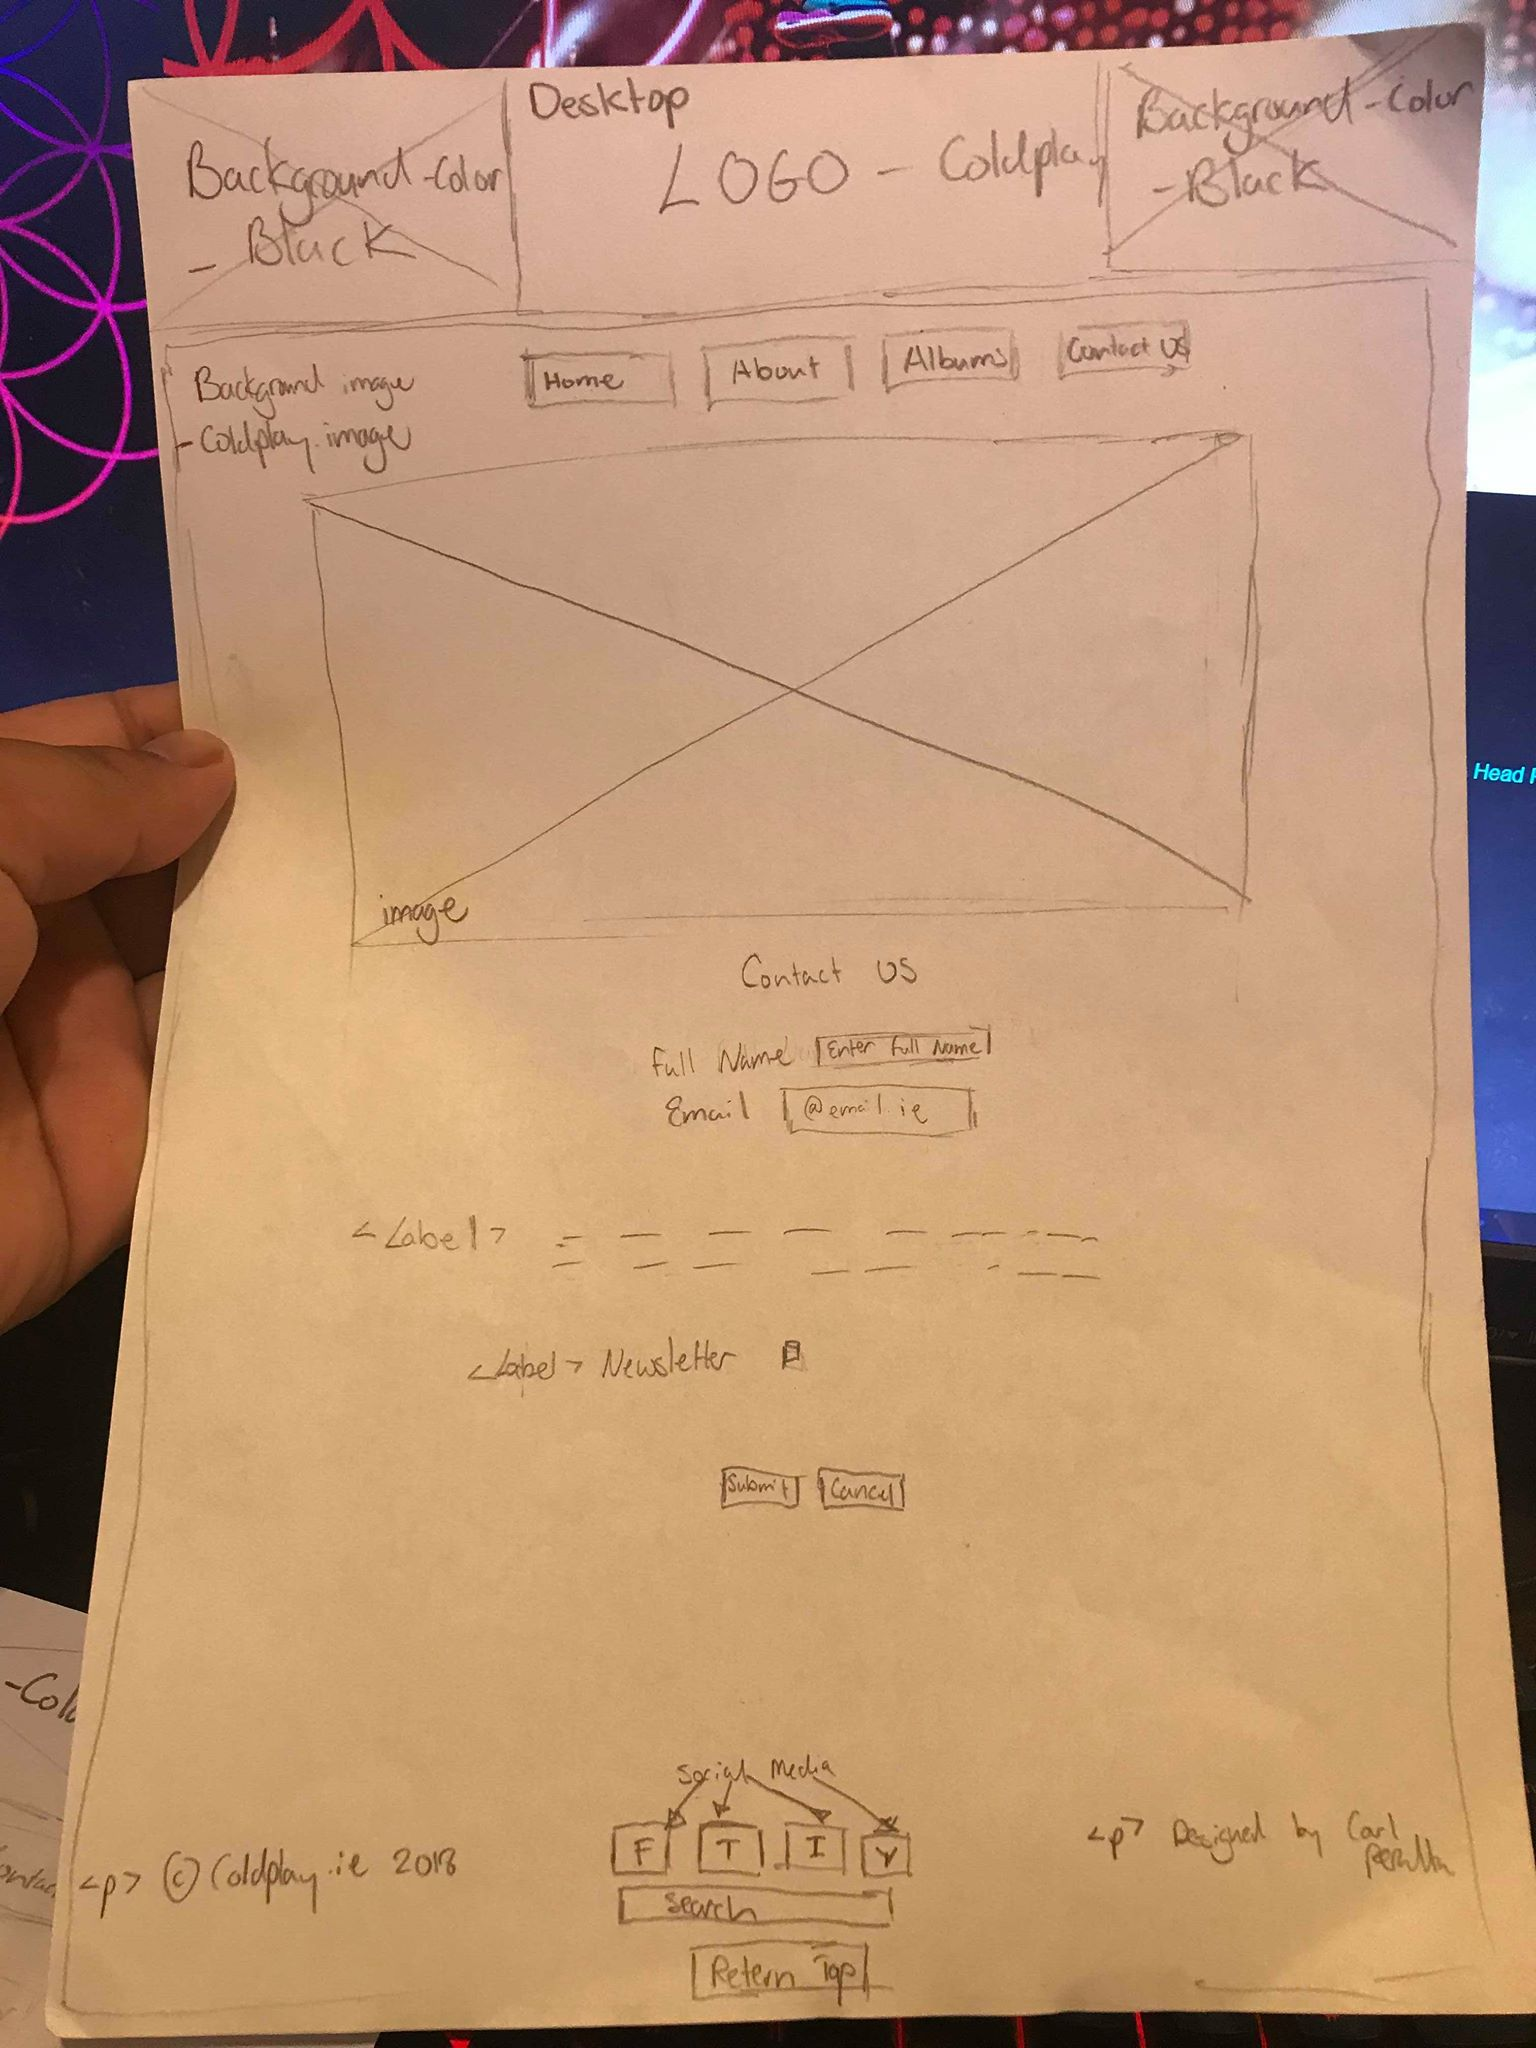 Desktop
Background-Color
- Black
LOGO - Coldplay
Background-Color
- Black
Background image
- Coldplay.image
Home
About
Albums
Contact US
Head
image
Contact US
Full Name
Enter Full Name
Email
@email.ie
<Label>
<Label> Newsletter
Submit
Cancel
Social Media
F
T
I
Y
<p> © Coldplay.ie 2018
<p> Designed by Carl
Search
Retern Top